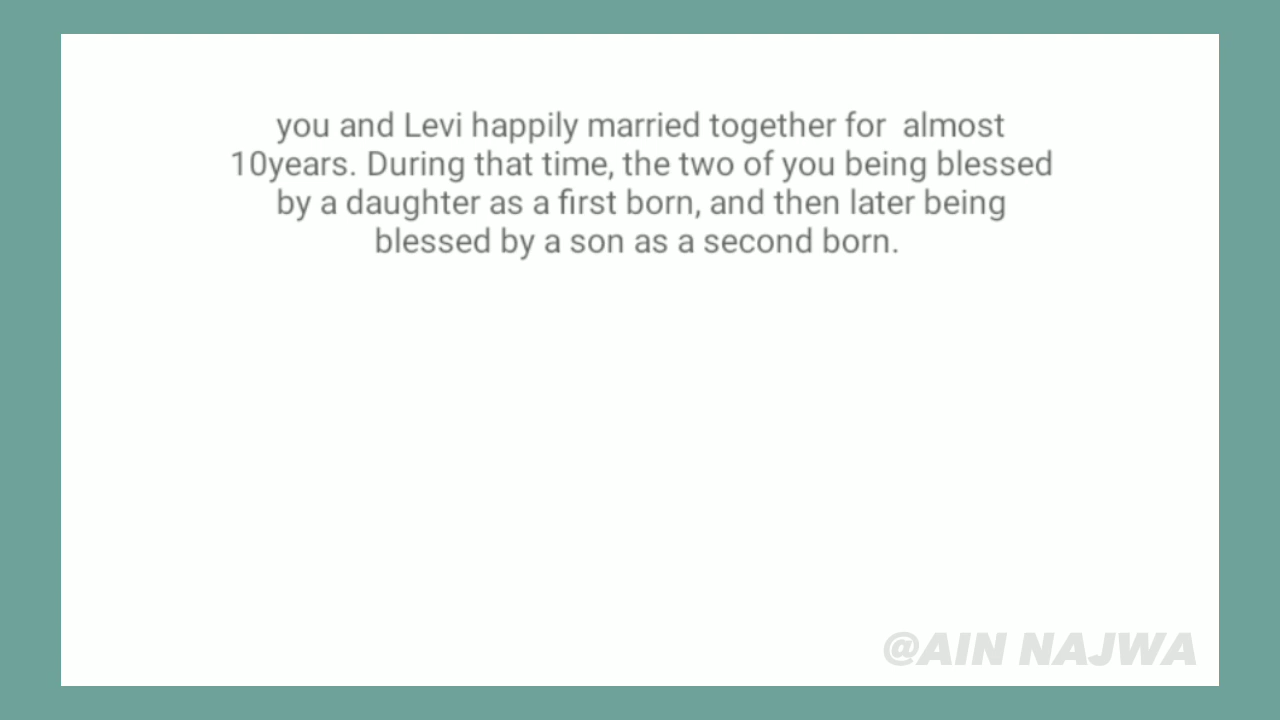 you and Levi happily married together for  almost
10years. During that time, the two of you being blessed
by a daughter as a first born, and then later being
blessed by a son as a second born.
@AIN NAJWA